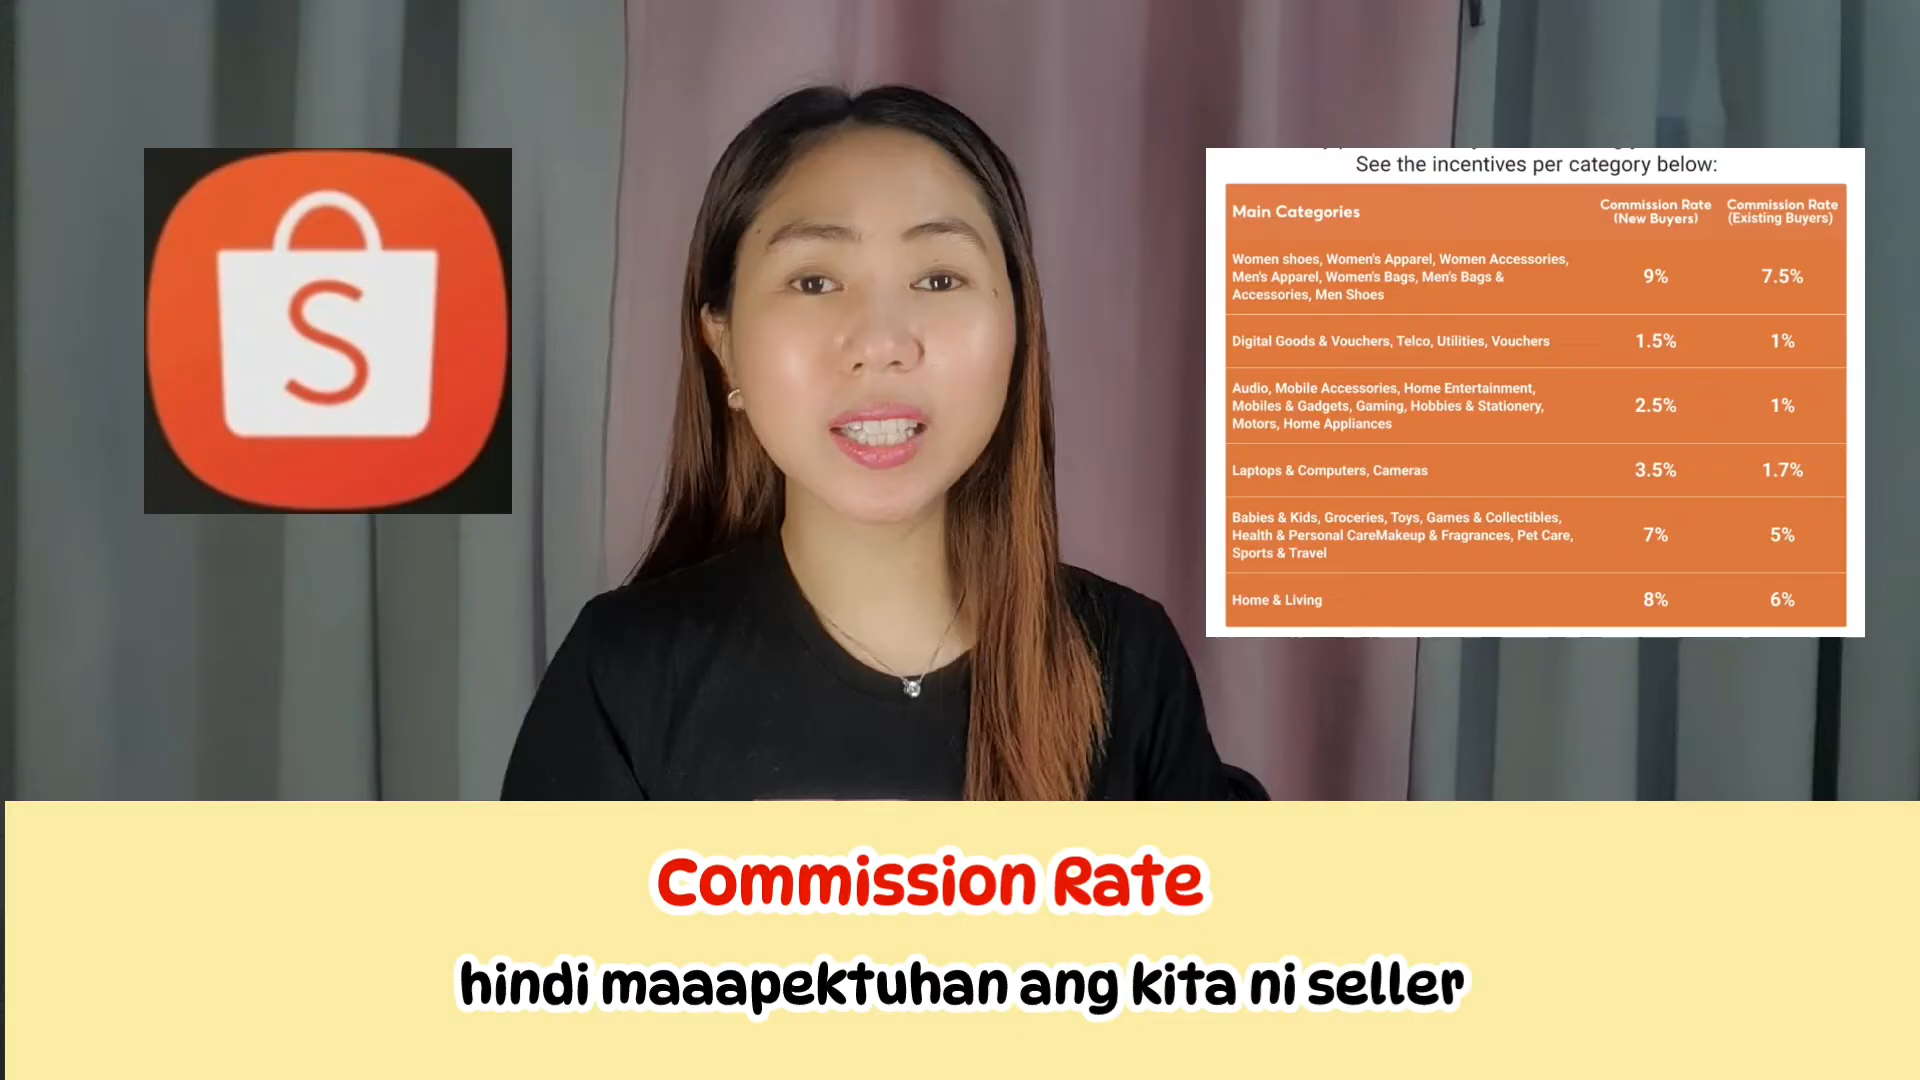 S
See the incentives per category below:
Main Categories
Commission Rate
(New Buyers)
Commission Rate
(Existing Buyers)
Women shoes, Women's Apparel, Women Accessories,
Men's Apparel, Women's Bags, Men's Bags &
Accessories, Men Shoes
9%
7.5%
Digital Goods & Vouchers, Telco, Utilities, Vouchers
1.5%
1%
Audio, Mobile Accessories, Home Entertainment,
Mobiles & Gadgets, Gaming, Hobbies & Stationery,
Motors, Home Appliances
2.5%
1%
Laptops & Computers, Cameras
3.5%
1.7%
Babies & Kids, Groceries, Toys, Games & Collectibles,
Health & Personal CareMakeup & Fragrances, Pet Care,
Sports & Travel
7%
5%
Home & Living
8%
6%
Commission Rate
hindi maaapektuhan ang kita ni seller